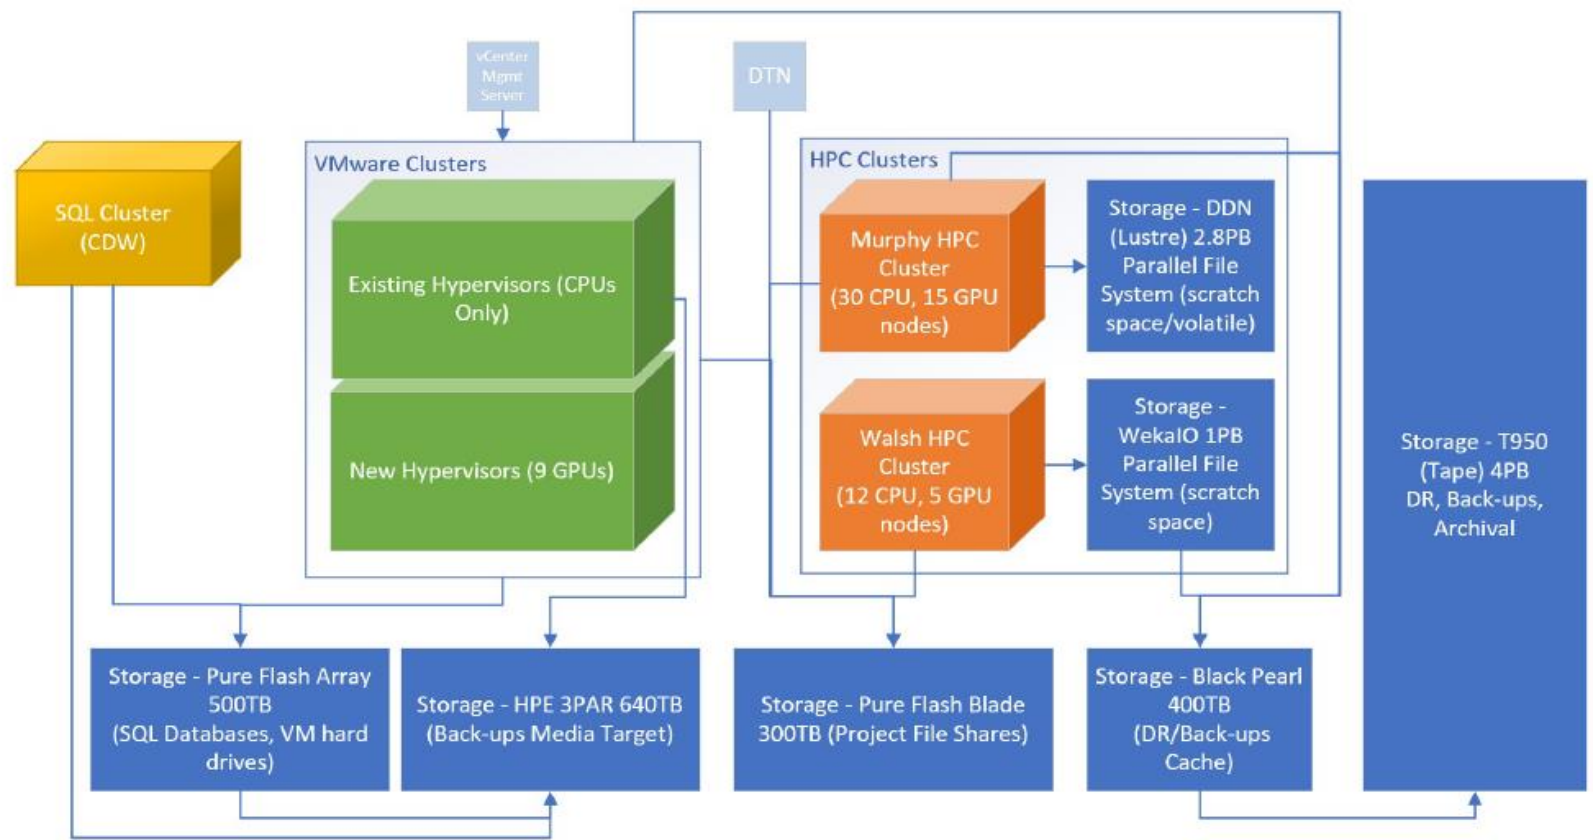 vCenter
Mgmt
Server
DTN
VMware Clusters
HPC Clusters
SQL Cluster
(CDW)
Existing Hypervisors (CPUs
Only)
New Hypervisors (9 GPUs)
Murphy HPC
Cluster
(30 CPU, 15 GPU
nodes)
Storage - DDN
(Lustre) 2.8PB
Parallel File
System (scratch
space/volatile)
Walsh HPC
Cluster
(12 CPU, 5 GPU
nodes)
Storage -
WekaIO 1PB
Parallel File
System (scratch
space)
Storage - T950
(Tape) 4PB
DR, Back-ups,
Archival
Storage - Pure Flash Array
500TB
(SQL Databases, VM hard
drives)
Storage - HPE 3PAR 640TB
(Back-ups Media Target)
Storage - Pure Flash Blade
300TB (Project File Shares)
Storage - Black Pearl
400TB
(DR/Back-ups
Cache)